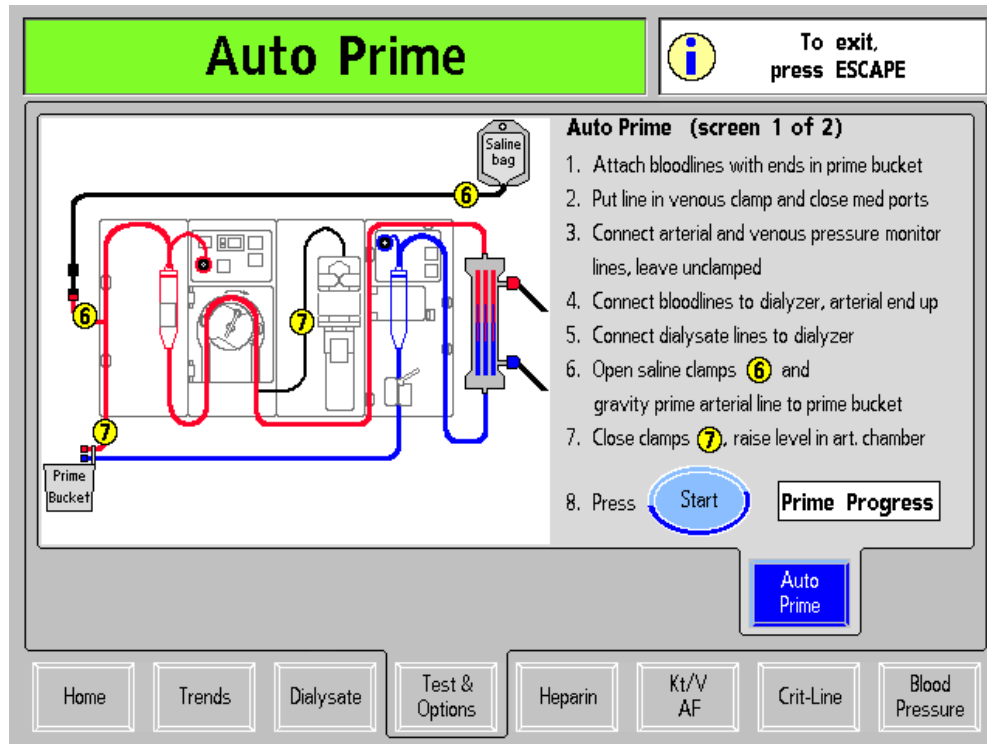 Auto Prime
To exit,
press ESCAPE
Saline
bag
6
6
7
7
Prime
Bucket
Auto Prime (screen 1 of 2)
1. Attach bloodlines with ends in prime bucket
2. Put line in venous clamp and close med ports
3. Connect arterial and venous pressure monitor
lines, leave unclamped
4. Connect bloodlines to dialyzer, arterial end up
5. Connect dialysate lines to dialyzer
6. Open saline clamps 6 and
gravity prime arterial line to prime bucket
7. Close clamps 7, raise level in art. chamber
8. Press Start Prime Progress
Auto
Prime
Home
Trends
Dialysate
Test &
Options
Heparin
Kt/V
AF
Crit-Line
Blood
Pressure